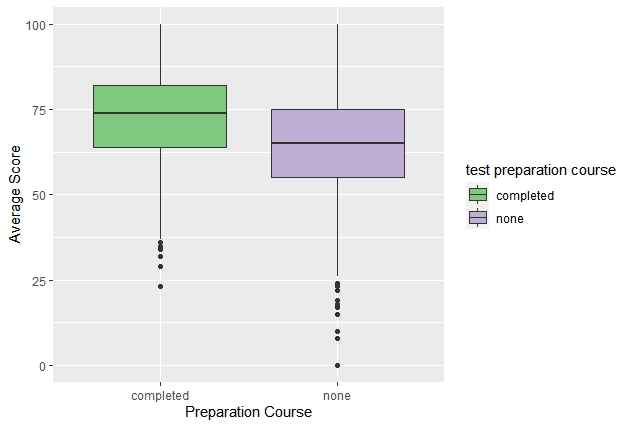 100
75
50
25
0
Average Score
completed
none
Preparation Course
test preparation course
completed
none